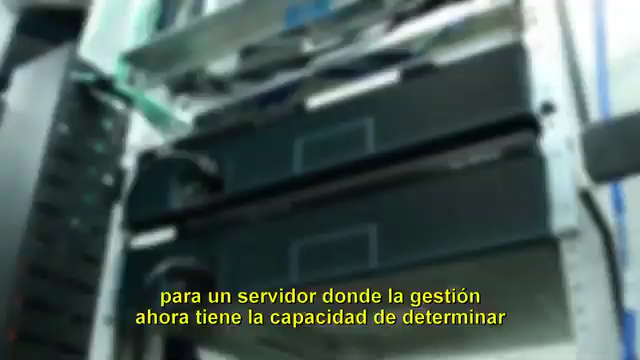 para un servidor donde la gestión
ahora tiene la capacidad de determinar